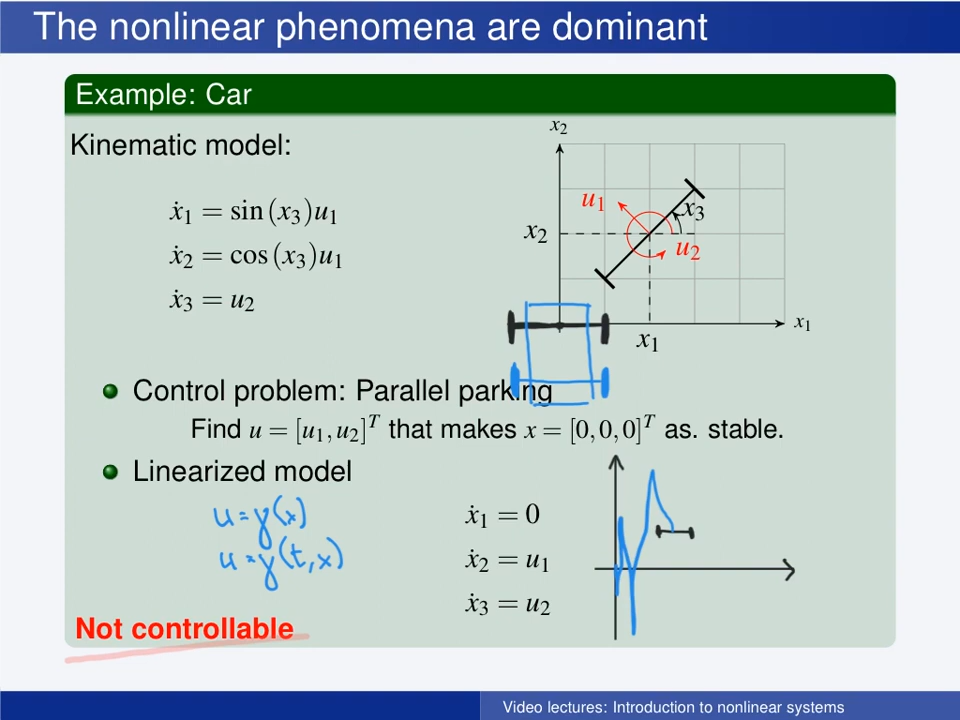 The nonlinear phenomena are dominant
Example: Car
Kinematic model:
ẋ₁ = sin (x₃)u₁
ẋ₂ = cos (x₃)u₁
ẋ₃ = u₂
x₂
u₁
x₃
x₂
u₂
x₁
x₁
Control problem: Parallel parking
Find u = [u₁, u₂]ᵀ that makes x = [0, 0, 0]ᵀ as. stable.
Linearized model
u = γ(x)
u = γ(t, x)
ẋ₁ = 0
ẋ₂ = u₁
ẋ₃ = u₂
Not controllable
Video lectures: Introduction to nonlinear systems